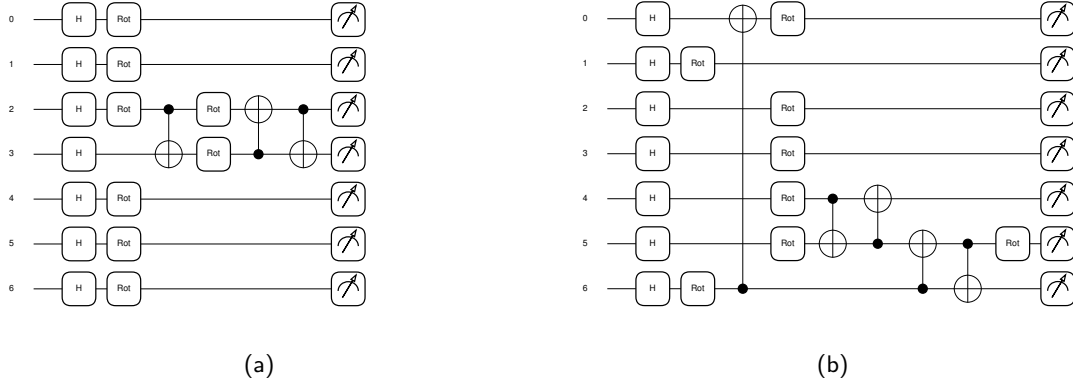 0 H Rot
1 H Rot
2 H Rot Rot
3 H Rot
4 H Rot
5 H Rot
6 H Rot
(a)
0 H Rot
1 H Rot
2 H Rot
3 H Rot
4 H Rot
5 H Rot Rot
6 H Rot
(b)